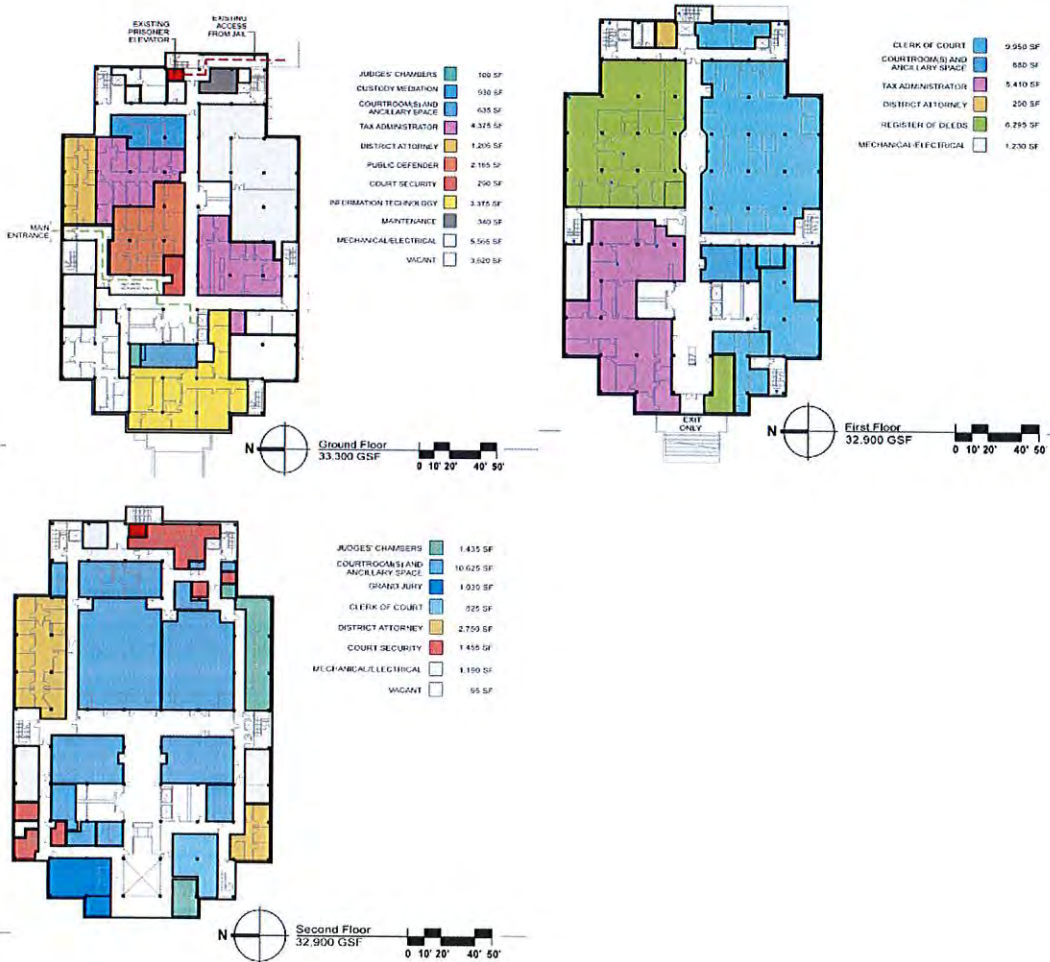 EXISTING
PRISONER
ELEVATOR
EXISTING
ACCESS
FROM JAIL
JUDGES' CHAMBERS 100 SF
CUSTODY MEDIATION 930 SF
COURTROOM(S) AND
ANCILLARY SPACE 635 SF
TAX ADMINISTRATOR 4,325 SF
DISTRICT ATTORNEY 1,205 SF
PUBLIC DEFENDER 2,165 SF
COURT SECURITY 290 SF
INFORMATION TECHNOLOGY 3,375 SF
MAINTENANCE 340 SF
MECHANICAL/ELECTRICAL 5,565 SF
VACANT 3,620 SF
MAIN
ENTRANCE
N
Ground Floor
33,300 GSF
0 10' 20' 40' 50'
CLERK OF COURT 9,950 SF
COURTROOM(S) AND
ANCILLARY SPACE 880 SF
TAX ADMINISTRATOR 5,410 SF
DISTRICT ATTORNEY 200 SF
REGISTER OF DEEDS 6,295 SF
MECHANICAL/ELECTRICAL 1,230 SF
EXIT
ONLY
N
First Floor
32,900 GSF
0 10' 20' 40' 50'
JUDGES' CHAMBERS 1,435 SF
COURTROOM(S) AND
ANCILLARY SPACE 10,625 SF
GRAND JURY 1,030 SF
CLERK OF COURT 825 SF
DISTRICT ATTORNEY 2,750 SF
COURT SECURITY 1,455 SF
MECHANICAL/ELECTRICAL 1,190 SF
VACANT 95 SF
N
Second Floor
32,900 GSF
0 10' 20' 40' 50'